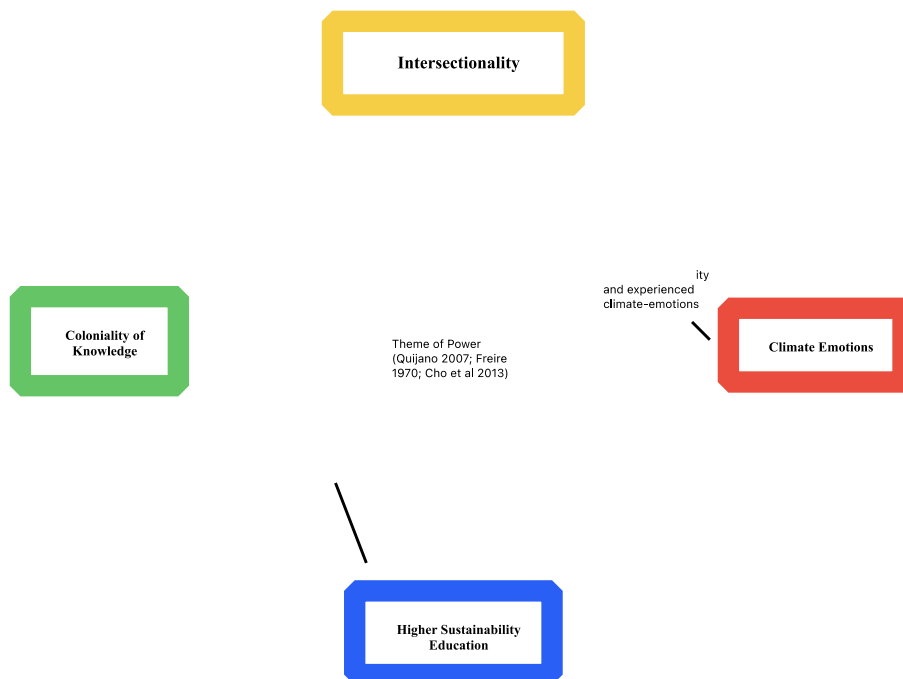 Intersectionality
ity
and experienced
climate-emotions
Coloniality of
Knowledge
Theme of Power
(Quijano 2007; Freire
1970; Cho et al 2013)
Climate Emotions
Higher Sustainability
Education